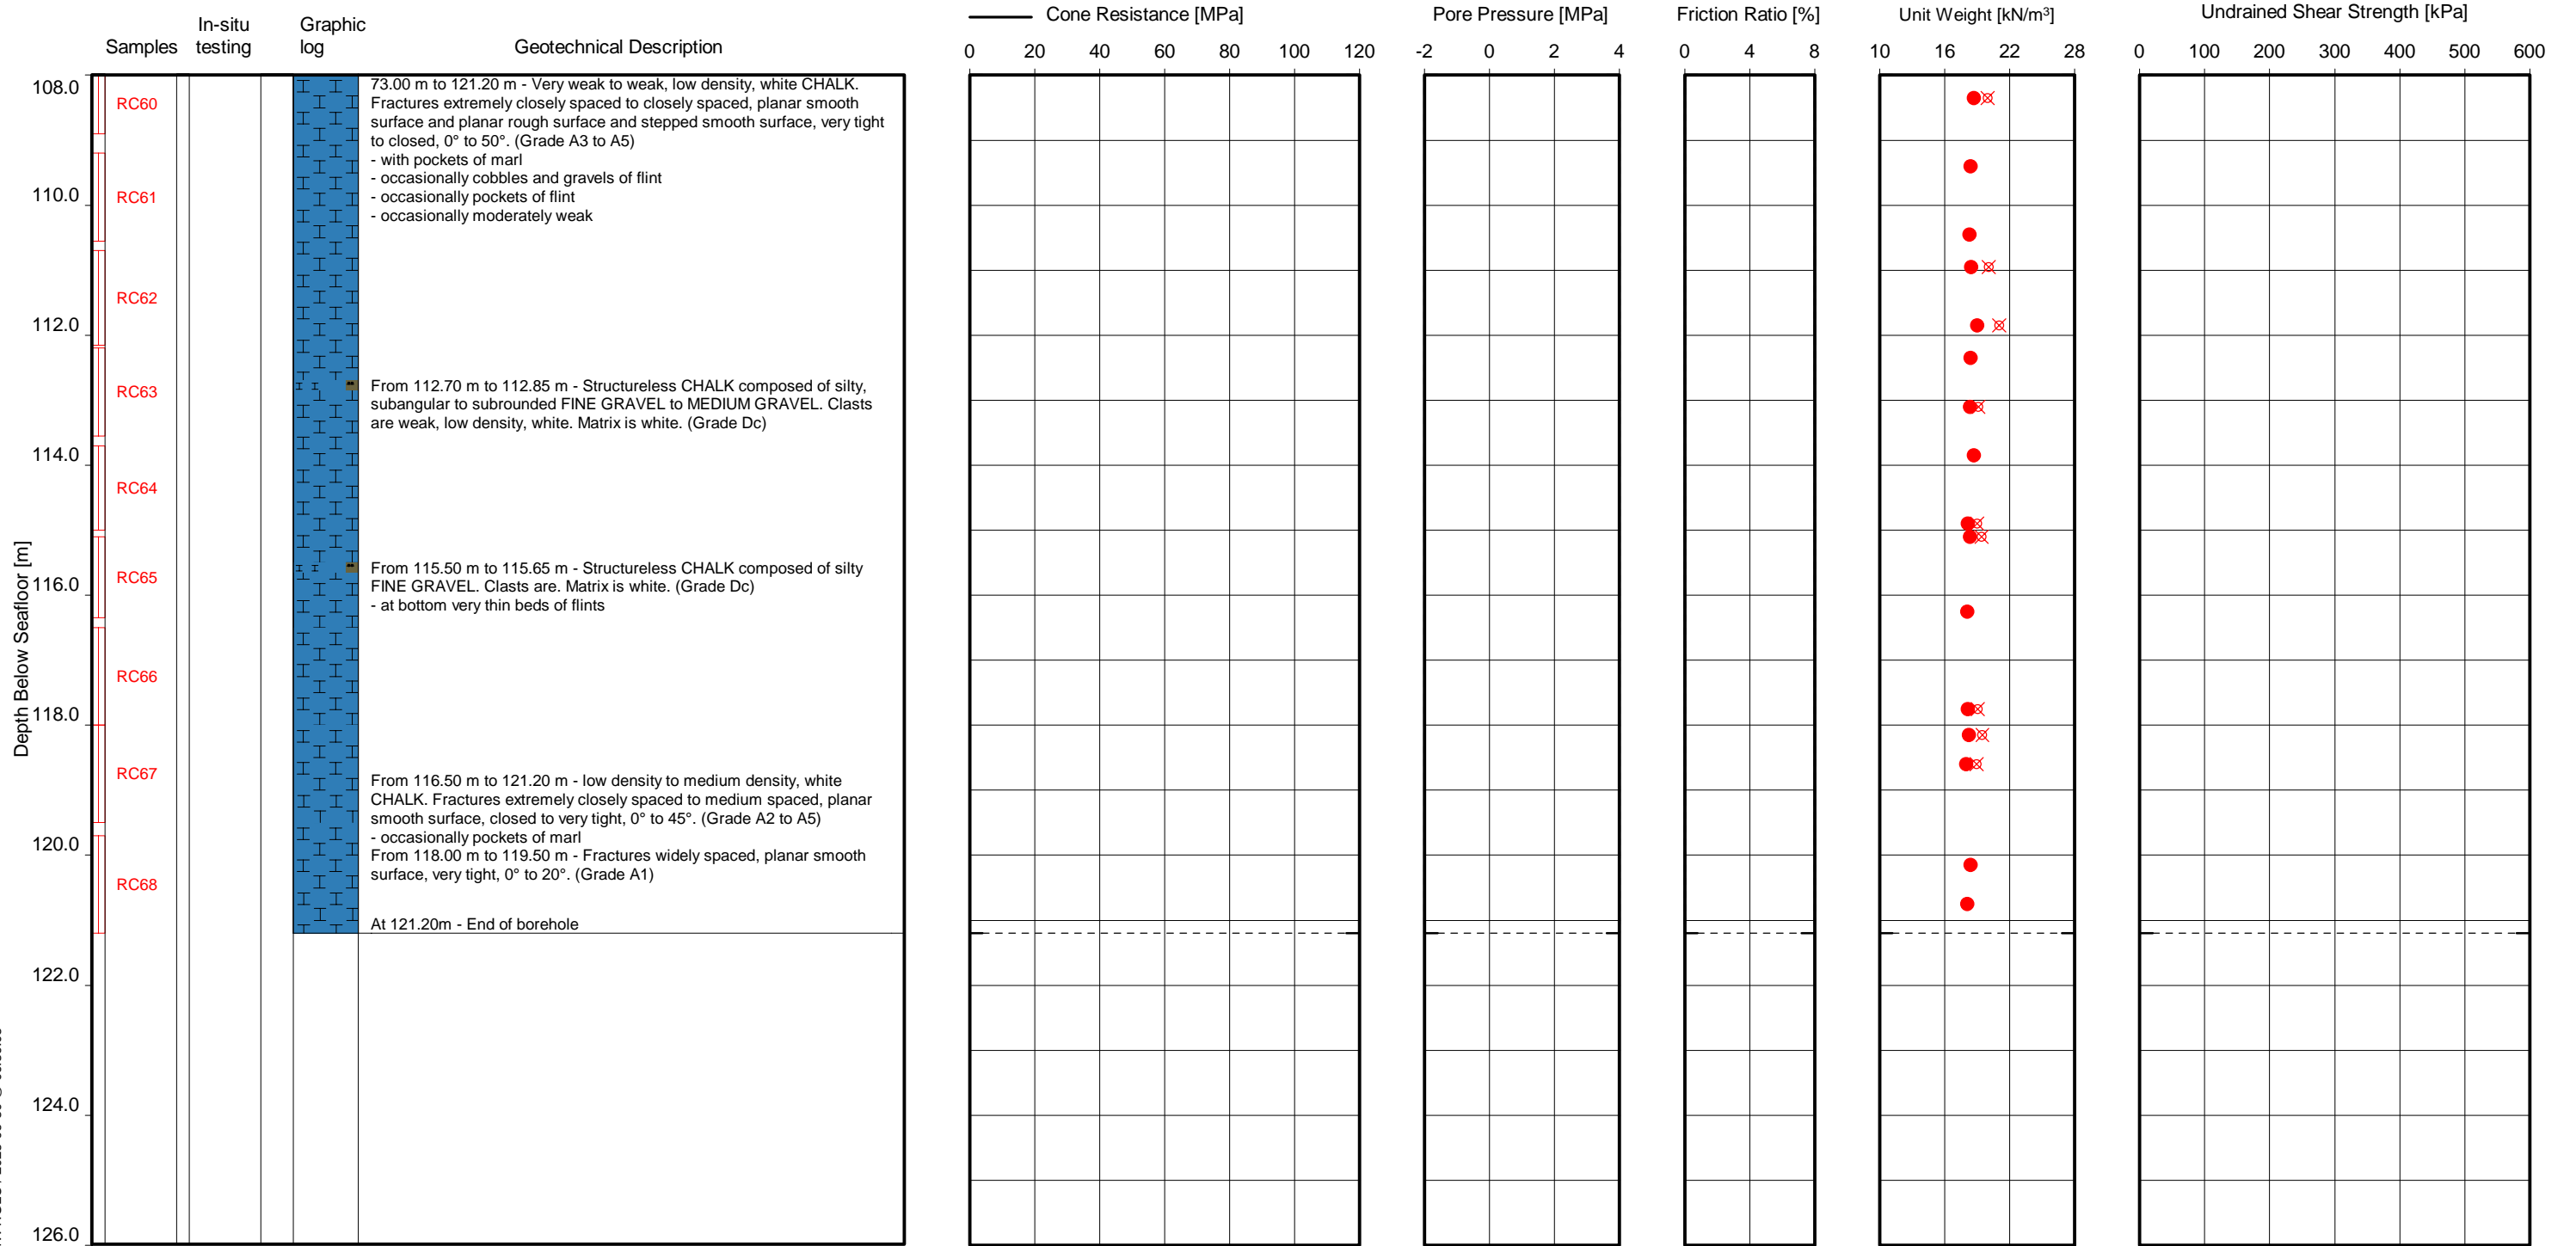 In-situ testing
Graphic log
Samples
Geotechnical Description
Cone Resistance [MPa]
Pore Pressure [MPa]
Friction Ratio [%]
Unit Weight [kN/m³]
Undrained Shear Strength [kPa]
0 20 40 60 80 100 120
-2 0 2 4
0 4 8
10 16 22 28
0 100 200 300 400 500 600
Depth Below Seafloor [m]
108.0
110.0
112.0
114.0
116.0
118.0
120.0
122.0
124.0
126.0
RC60
RC61
RC62
RC63
RC64
RC65
RC66
RC67
RC68
73.00 m to 121.20 m - Very weak to weak, low density, white CHALK.
Fractures extremely closely spaced to closely spaced, planar smooth
surface and planar rough surface and stepped smooth surface, very tight
to closed, 0° to 50°. (Grade A3 to A5)
- with pockets of marl
- occasionally cobbles and gravels of flint
- occasionally pockets of flint
- occasionally moderately weak
From 112.70 m to 112.85 m - Structureless CHALK composed of silty,
subangular to subrounded FINE GRAVEL to MEDIUM GRAVEL. Clasts
are weak, low density, white. Matrix is white. (Grade Dc)
From 115.50 m to 115.65 m - Structureless CHALK composed of silty
FINE GRAVEL. Clasts are. Matrix is white. (Grade Dc)
- at bottom very thin beds of flints
From 116.50 m to 121.20 m - low density to medium density, white
CHALK. Fractures extremely closely spaced to medium spaced, planar
smooth surface, closed to very tight, 0° to 45°. (Grade A2 to A5)
- occasionally pockets of marl
From 118.00 m to 119.50 m - Fractures widely spaced, planar smooth
surface, very tight, 0° to 20°. (Grade A1)
At 121.20m - End of borehole